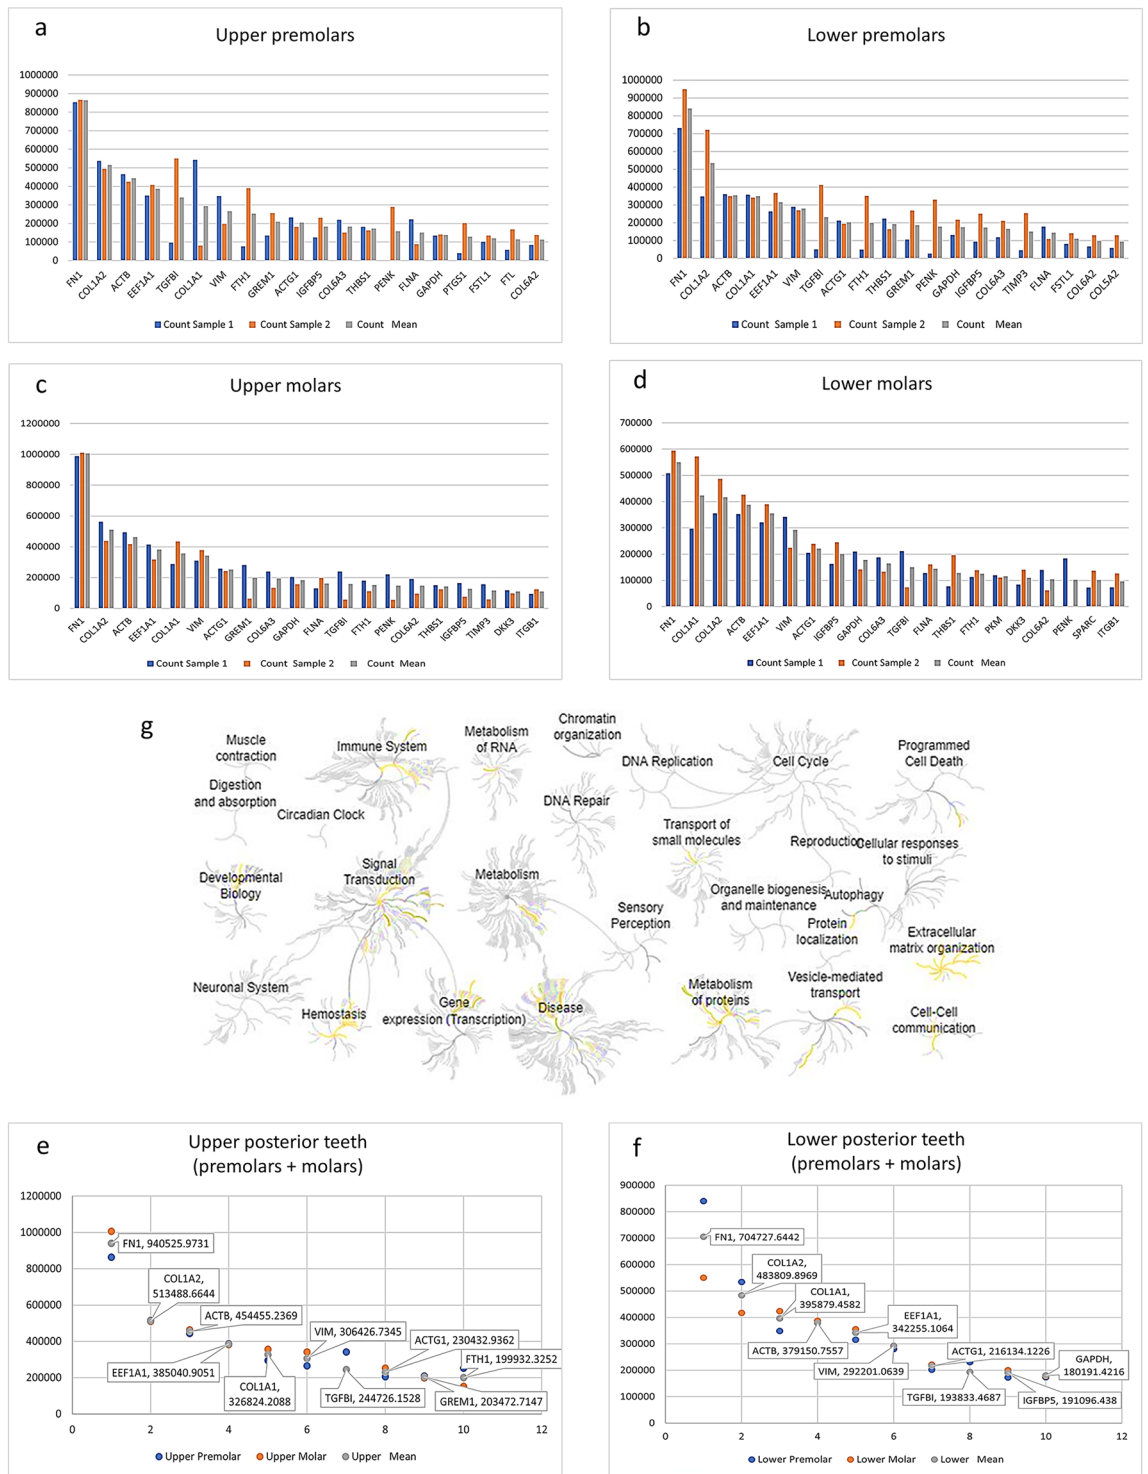 a
Upper premolars
1000000
900000
800000
700000
600000
500000
400000
300000
200000
100000
0
FN1
COL1A2
ACTB
EEF1A1
TGFBI
COL1A1
VIM
FTH1
GREM1
ACTG1
IGFBP5
COL6A3
THBS1
PENK
FLNA
GAPDH
PTGS1
FSTL1
FTL
COL6A2
Count Sample 1 Count Sample 2 Count Mean
b
Lower premolars
1000000
900000
800000
700000
600000
500000
400000
300000
200000
100000
0
FN1
COL1A2
ACTB
COL1A1
EEF1A1
VIM
TGFBI
ACTG1
FTH1
THBS1
GREM1
PENK
GAPDH
IGFBP5
COL6A3
TIMP3
FLNA
FSTL1
COL6A2
COL5A2
Count Sample 1 Count Sample 2 Count Mean
c
Upper molars
1200000
1000000
800000
600000
400000
200000
0
FN1
COL1A2
ACTB
EEF1A1
COL1A1
VIM
ACTG1
GREM1
COL6A3
GAPDH
FLNA
TGFBI
FTH1
PENK
COL6A2
THBS1
IGFBP5
TIMP3
DKK3
ITGB1
Count Sample 1 Count Sample 2 Count Mean
d
Lower molars
700000
600000
500000
400000
300000
200000
100000
0
FN1
COL1A1
COL1A2
ACTB
EEF1A1
VIM
ACTG1
IGFBP5
GAPDH
COL6A3
TGFBI
FLNA
THBS1
FTH1
PKM
DKK3
COL6A2
PENK
SPARC
ITGB1
Count Sample 1 Count Sample 2 Count Mean
g
Muscle
contraction
Digestion
and absorption
Circadian Clock
Immune System
Metabolism
of RNA
Chromatin
organization
DNA Replication
Cell Cycle
Programmed
Cell Death
DNA Repair
Transport of
small molecules
Reproduction
Cellular responses
to stimuli
Developmental
Biology
Signal
Transduction
Metabolism
Sensory
Perception
Organelle biogenesis
and maintenance
Autophagy
Protein
localization
Extracellular
matrix organization
Neuronal System
Hemostasis
Gene
expression (Transcription)
Disease
Metabolism
of proteins
Vesicle-mediated
transport
Cell-Cell
communication
e
Upper posterior teeth
(premolars + molars)
1200000
1000000
800000
600000
400000
200000
0
0 2 4 6 8 10 12
FN1, 940525.9731
COL1A2,
513488.6644
ACTB, 454455.2369
EEF1A1, 385040.9051
COL1A1,
326824.2088
VIM, 306426.7345
TGFBI, 244726.1528
ACTG1, 230432.9362
FTH1, 199932.3252
GREM1, 203472.7147
Upper Premolar Upper Molar Upper Mean
f
Lower posterior teeth
(premolars + molars)
900000
800000
700000
600000
500000
400000
300000
200000
100000
0
0 2 4 6 8 10 12
FN1, 704727.6442
COL1A2,
483809.8969
COL1A1,
395879.4582
ACTB, 379150.7557
EEF1A1,
342255.1064
VIM, 292201.0639
ACTG1, 216134.1226
TGFBI, 193833.4687
IGFBP5, 191096.438
GAPDH,
180191.4216
Lower Premolar Lower Molar Lower Mean